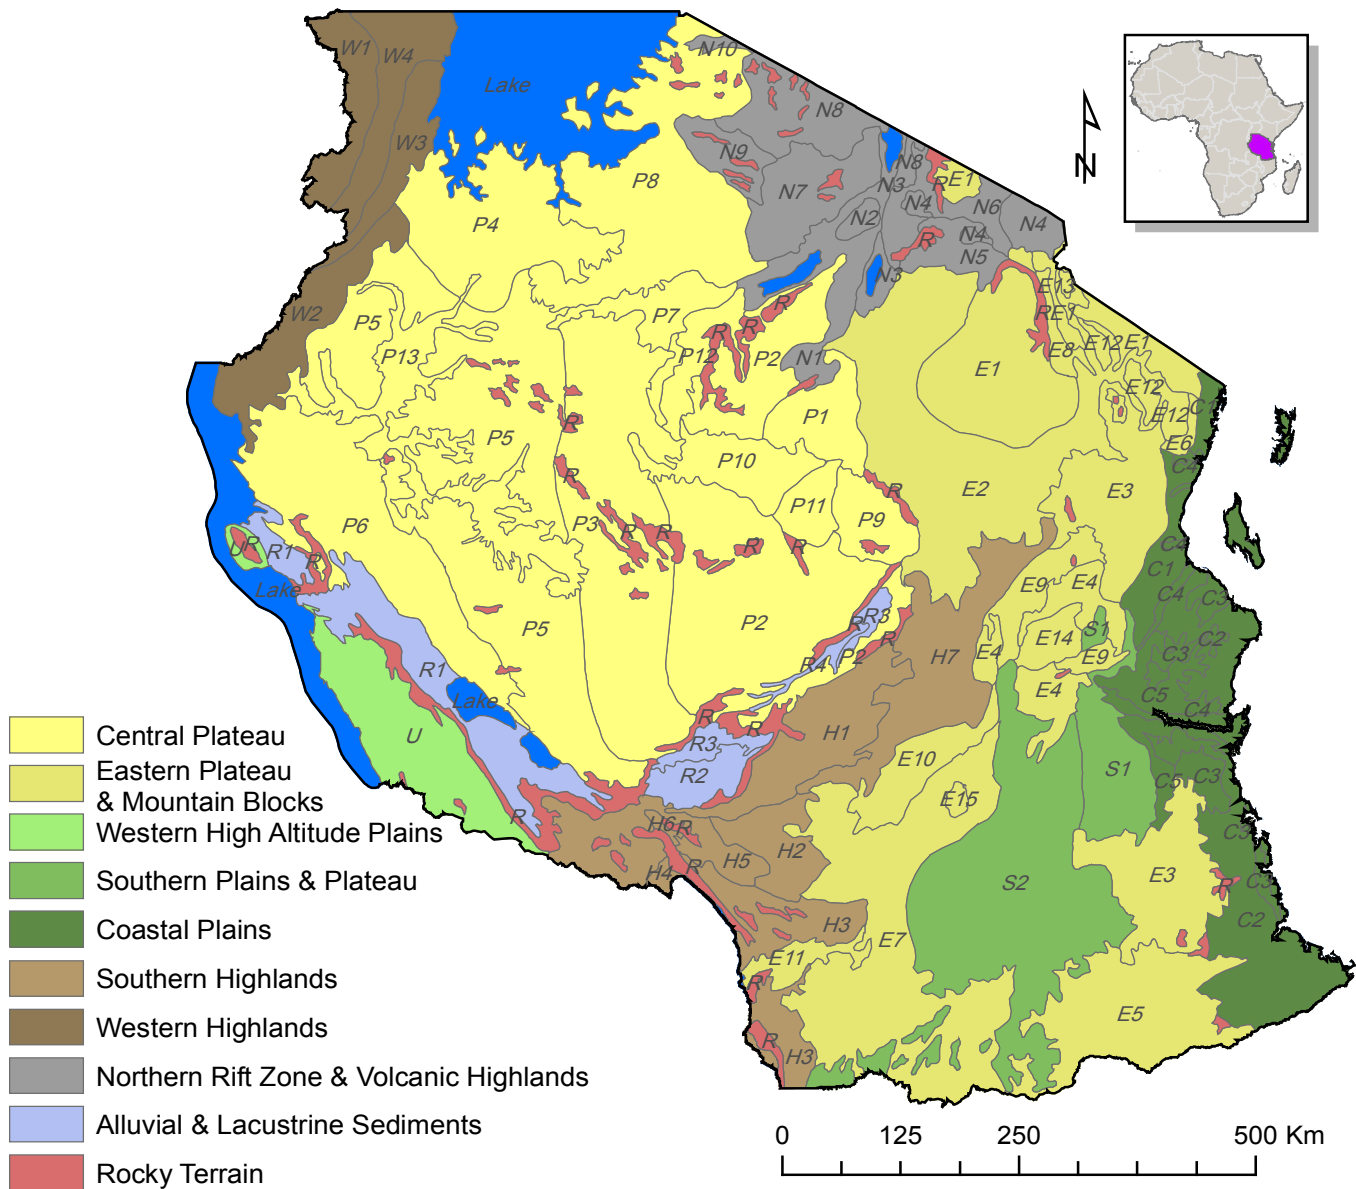 W1
W4
Lake
N10
N8
W3
N9
N8
P8
N7
N3
R
E1
N4
N6
N2
P4
N4
N4
R
N5
N3
E13
R
W2
P5
P7
R
RE1
P13
R
P12
P2
N1
E8
E12
E1
E1
E12
C1
P1
R
E12
P5
E6
P10
C4
R
R
E2
E3
P11
P6
P3
R
R
P9
R
R
C4
U
R
R1
R
C1
Lake
E9
E4
C4
C3
R3
R
P5
P2
R
E14
S1
C2
H7
E4
P2
E9
C3
R4
R1
E4
Lake
C5
C4
R
R
U
H1
R3
E10
R2
S1
C5
C3
E15
R
H6
R
C3
H5
H2
R
H4
S2
E3
R
C3
C2
H3
E7
E11
R
E5
R
H3
N
Central Plateau
Eastern Plateau
& Mountain Blocks
Western High Altitude Plains
Southern Plains & Plateau
Coastal Plains
Southern Highlands
Western Highlands
Northern Rift Zone & Volcanic Highlands
Alluvial & Lacustrine Sediments
Rocky Terrain
0 125 250 500 Km